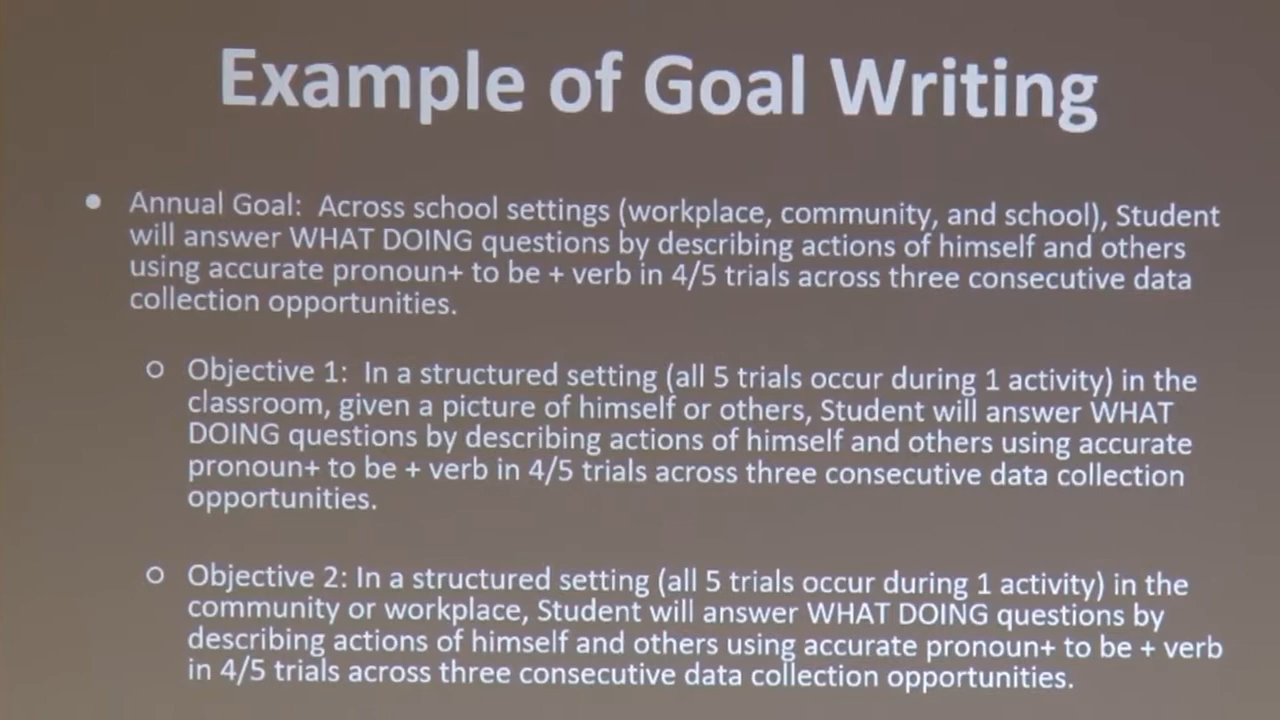 Example of Goal Writing
• Annual Goal:  Across school settings (workplace, community, and school), Student
will answer WHAT DOING questions by describing actions of himself and others
using accurate pronoun+ to be + verb in 4/5 trials across three consecutive data
collection opportunities.
○ Objective 1:  In a structured setting (all 5 trials occur during 1 activity) in the
classroom, given a picture of himself or others, Student will answer WHAT
DOING questions by describing actions of himself and others using accurate
pronoun+ to be + verb in 4/5 trials across three consecutive data collection
opportunities.
○ Objective 2: In a structured setting (all 5 trials occur during 1 activity) in the
community or workplace, Student will answer WHAT DOING questions by
describing actions of himself and others using accurate pronoun+ to be + verb
in 4/5 trials across three consecutive data collection opportunities.